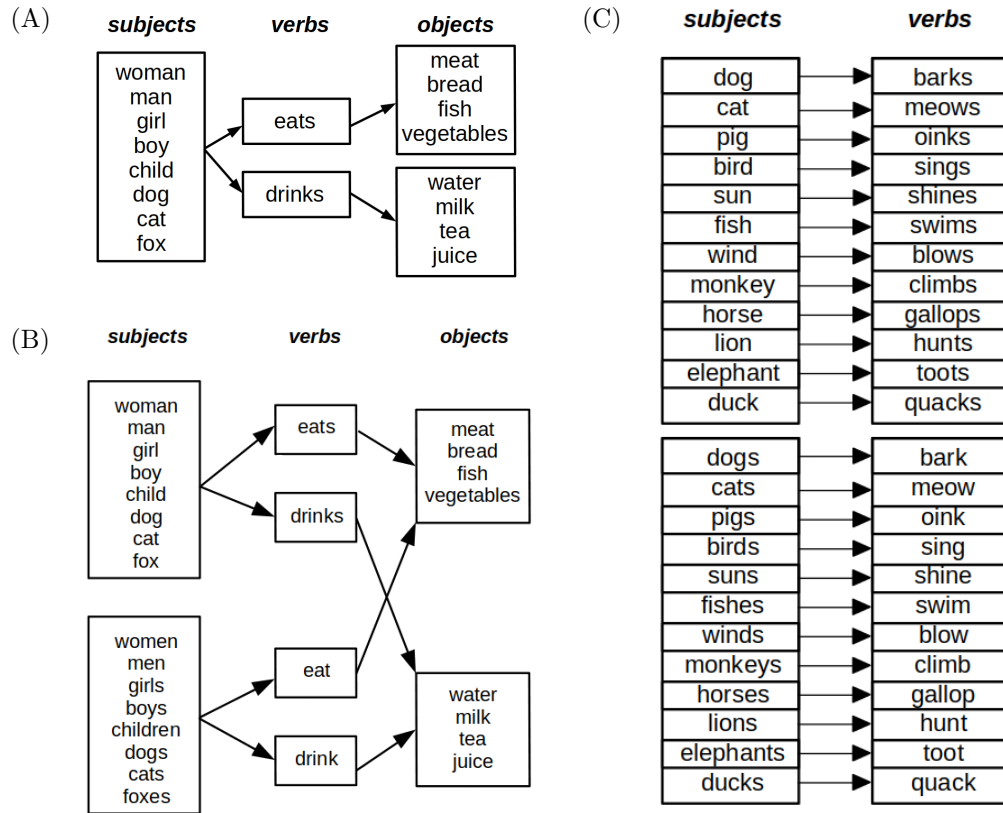 (A)
subjects verbs objects
woman
man
girl
boy
child
dog
cat
fox
eats
drinks
meat
bread
fish
vegetables
water
milk
tea
juice
(B)
subjects verbs objects
woman
man
girl
boy
child
dog
cat
fox
eats
drinks
meat
bread
fish
vegetables
women
men
girls
boys
children
dogs
cats
foxes
eat
drink
water
milk
tea
juice
(C)
subjects verbs
dog barks
cat meows
pig oinks
bird sings
sun shines
fish swims
wind blows
monkey climbs
horse gallops
lion hunts
elephant toots
duck quacks
dogs bark
cats meow
pigs oink
birds sing
suns shine
fishes swim
winds blow
monkeys climb
horses gallop
lions hunt
elephants toot
ducks quack